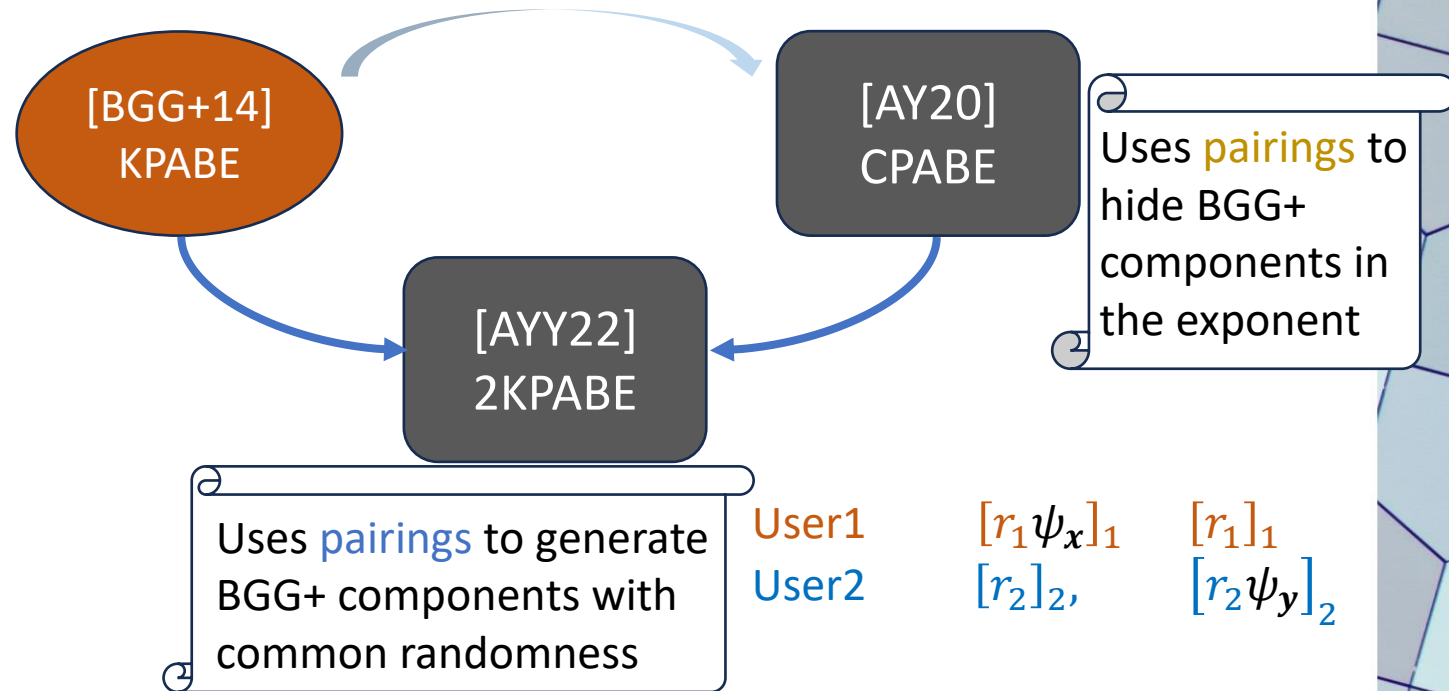 [BGG+14]
KPABE
[AY20]
CPABE
Uses pairings to
hide BGG+
components in
the exponent
[AYY22]
2KPABE
Uses pairings to generate
BGG+ components with
common randomness
User1 [r₁ψₓ]₁ [r₁]₁
User2 [r₂]₂, [r₂ψ_y]₂